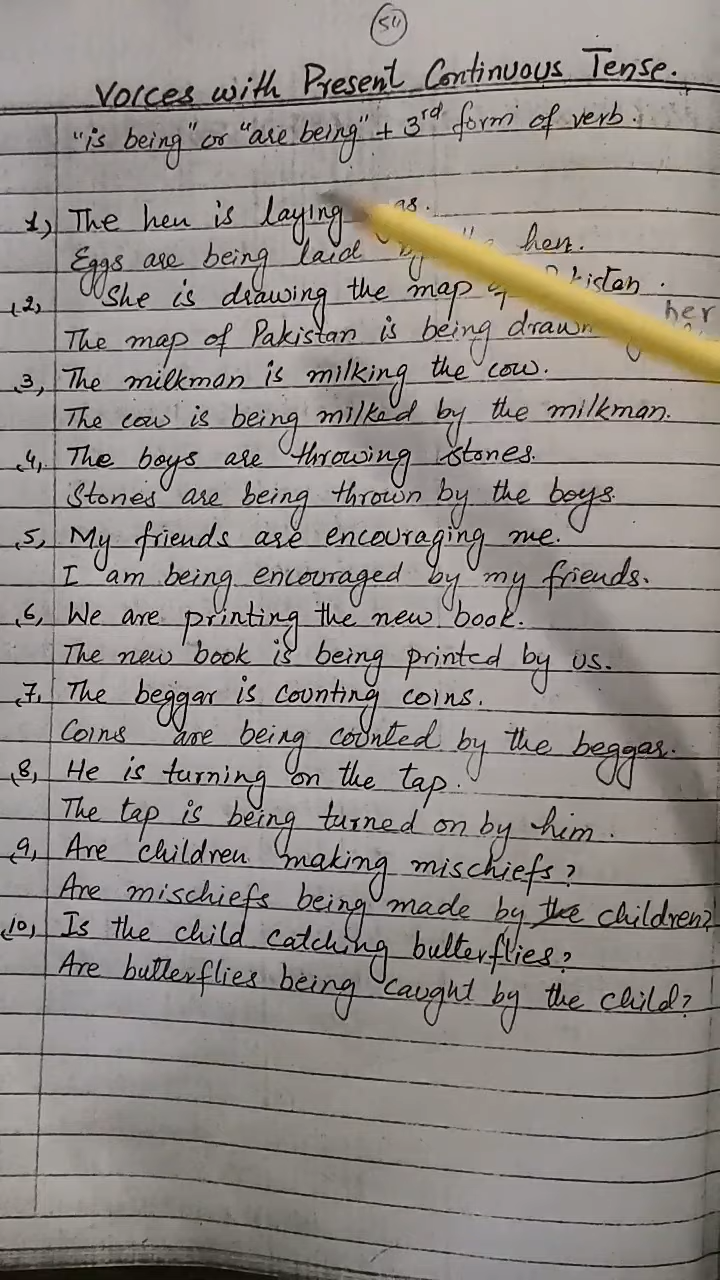 54
Voices with Present Continuous Tense.
"is being" or "are being" + 3rd form of verb.
1) The hen is laying
Eggs are being laid hen.
(2) She is drawing the map
her
The map of Pakistan is being drawn
3, The milkman is milking the cow.
The cow is being milked by the milkman.
4, The boys are throwing stones.
Stones are being thrown by the boys.
5, My friends are encouraging me.
I am being encouraged by my friends.
6, We are printing the new book.
The new book is being printed by us.
7, The beggar is counting coins.
Coins are being counted by the beggar.
8, He is turning on the tap.
The tap is being turned on by him.
9, Are children making mischiefs?
Are mischiefs being made by the children?
10, Is the child catching butterflies?
Are butterflies being caught by the child?